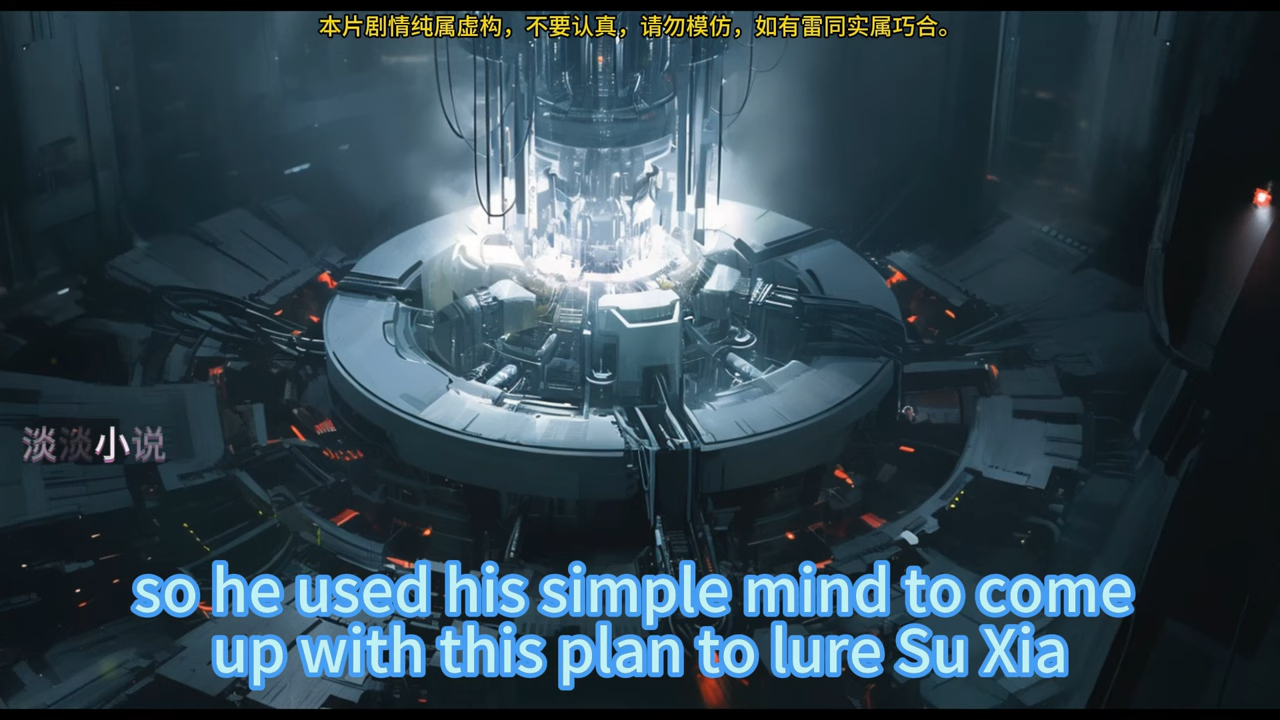 本片剧情纯属虚构，不要认真，请勿模仿，如有雷同实属巧合。
淡淡小说
so he used his simple mind to come
up with this plan to lure Su Xia